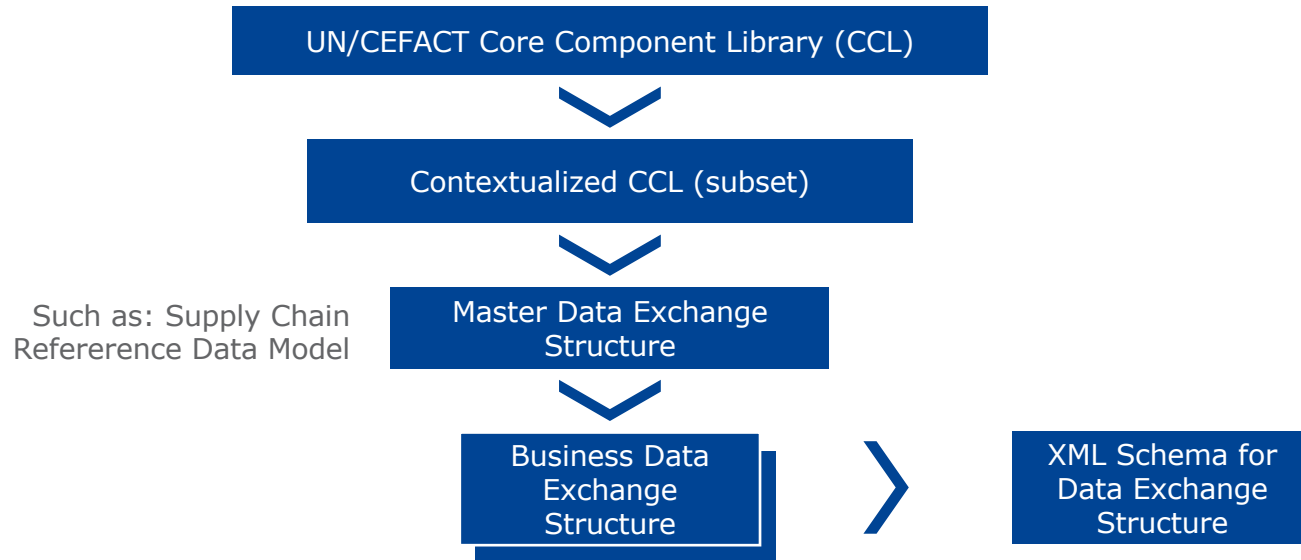 UN/CEFACT Core Component Library (CCL)
Contextualized CCL (subset)
Such as: Supply Chain
Refererence Data Model
Master Data Exchange
Structure
Business Data
Exchange
Structure
XML Schema for
Data Exchange
Structure